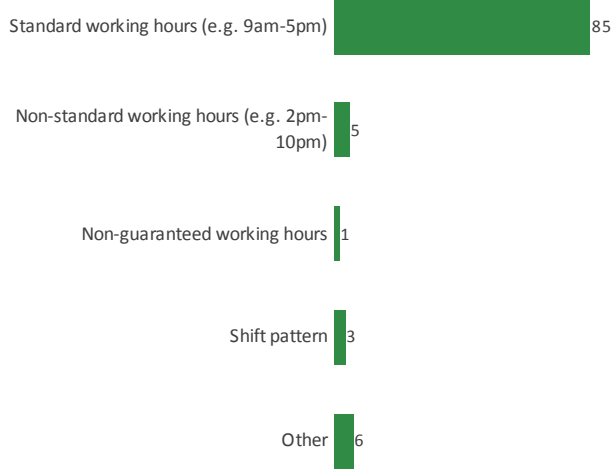 Standard working hours (e.g. 9am-5pm) 85
Non-standard working hours (e.g. 2pm-
10pm) 5
Non-guaranteed working hours 1
Shift pattern 3
Other 6